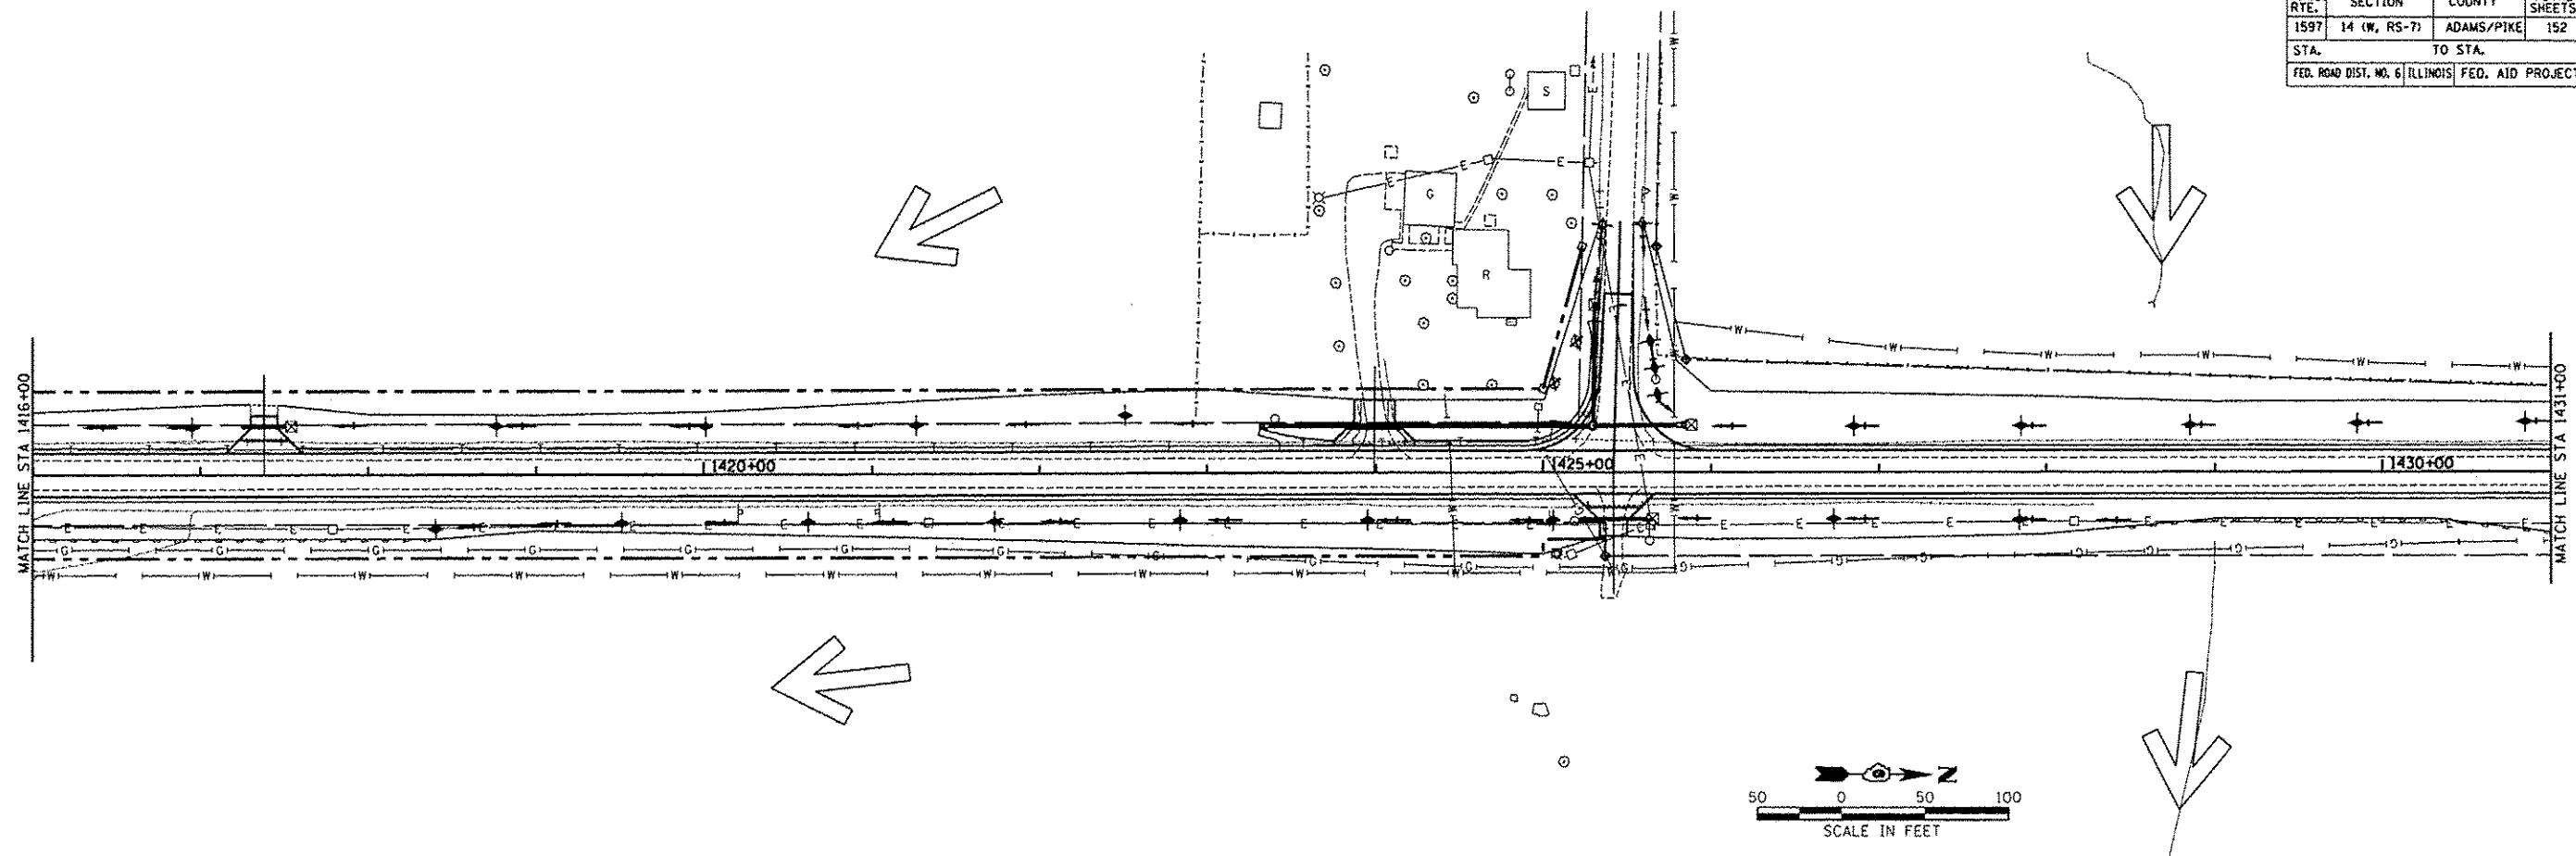 RTE. SECTION COUNTY SHEETS
1597 14 (W, RS-7) ADAMS/PIKE 152
STA. TO STA.
FED. ROAD DIST. NO. 6 ILLINOIS FED. AID PROJECT
W
W
E
S
E
E
E
G
W
R
W
W
W
W
W
W
MATCH LINE STA 1416+00
1420+00
1425+00
1430+00
MATCH LINE STA 1431+00
E E E E E E E E E E E E E E E E E
G G G G G G G G G G G G G G G
W W W W W W W W W W W
Z
50 0 50 100
SCALE IN FEET